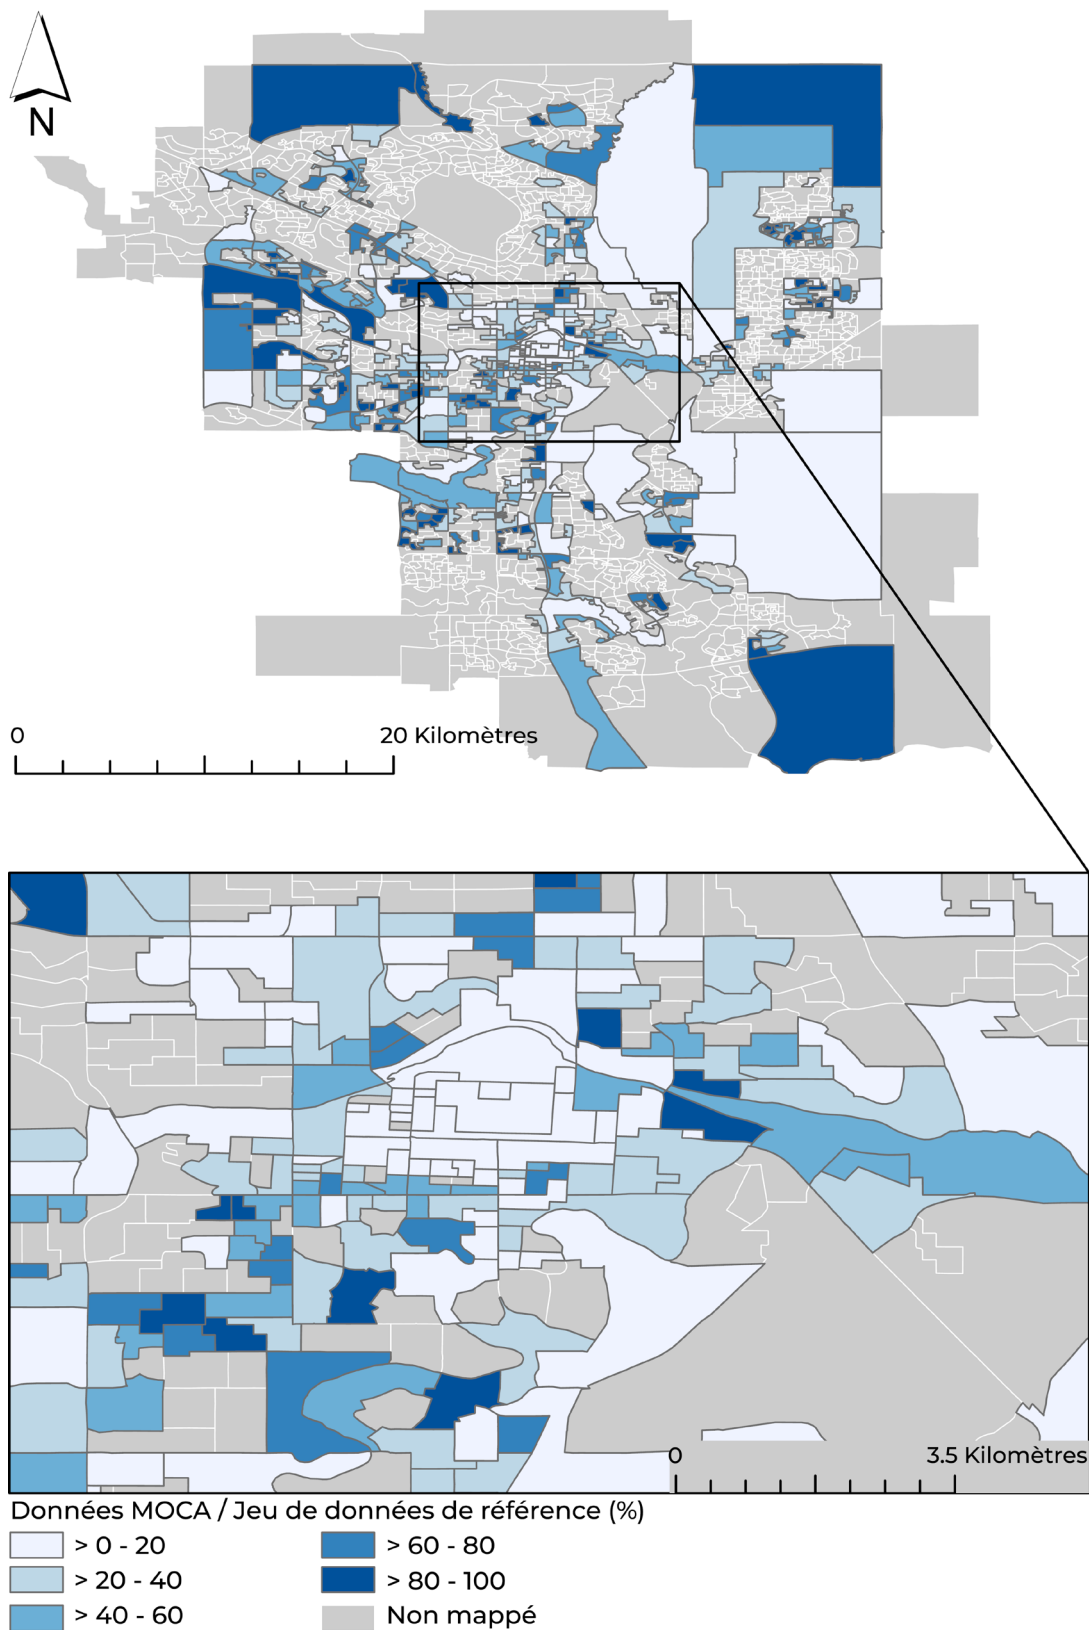 N
0 20 Kilomètres
0 3.5 Kilomètres
Données MOCA / Jeu de données de référence (%)
> 0 - 20
> 20 - 40
> 40 - 60
> 60 - 80
> 80 - 100
Non mappé